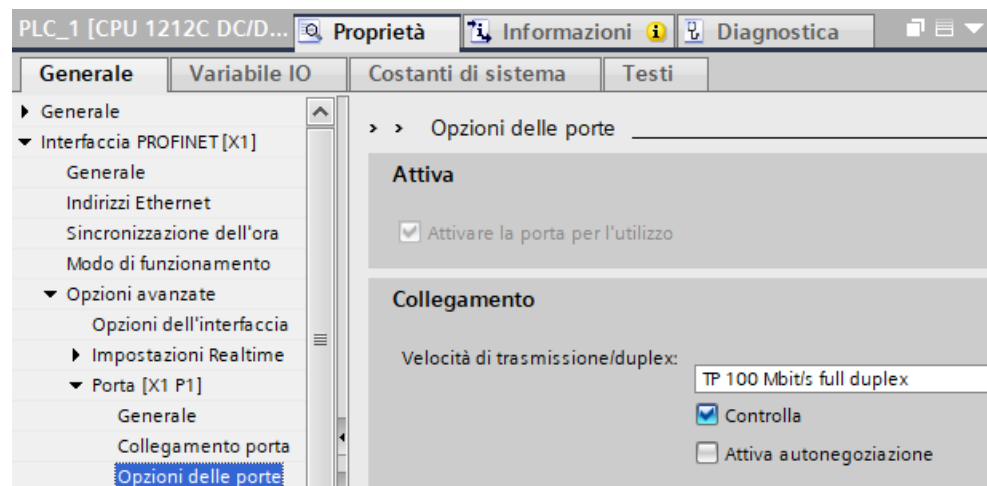 PLC_1 [CPU 1212C DC/D... Proprietà Informazioni Diagnostica
Generale Variabile IO Costanti di sistema Testi
Generale
Interfaccia PROFINET [X1]
Generale
Indirizzi Ethernet
Sincronizzazione dell'ora
Modo di funzionamento
Opzioni avanzate
Opzioni dell'interfaccia
Impostazioni Realtime
Porta [X1 P1]
Generale
Collegamento porta
Opzioni delle porte
> > Opzioni delle porte
Attiva
Attivare la porta per l'utilizzo
Collegamento
Velocità di trasmissione/duplex:
TP 100 Mbit/s full duplex
Controlla
Attiva autonegoziazione